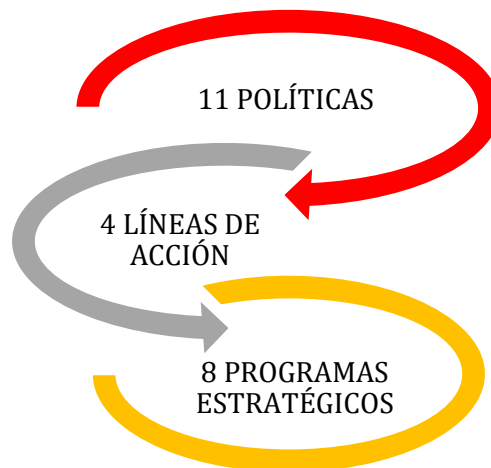 11 POLÍTICAS
4 LÍNEAS DE
ACCIÓN
8 PROGRAMAS
ESTRATÉGICOS